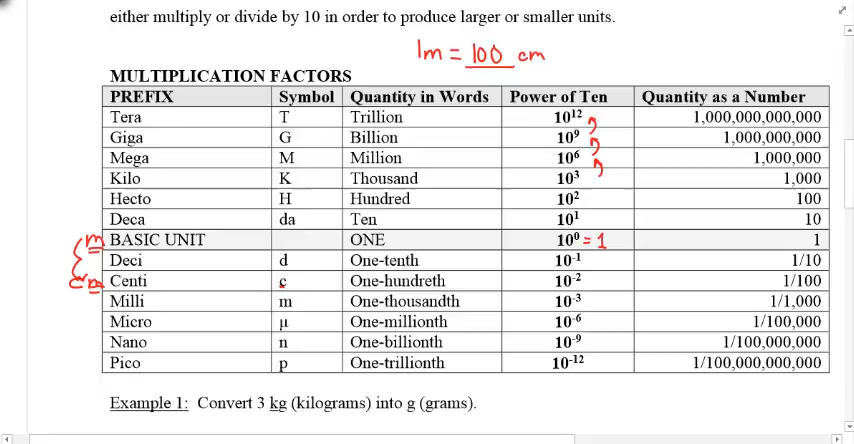 either multiply or divide by 10 in order to produce larger or smaller units.
1m = 100 cm
MULTIPLICATION FACTORS
PREFIX Symbol Quantity in Words Power of Ten Quantity as a Number
Tera T Trillion 10¹² 1,000,000,000,000
Giga G Billion 10⁹ 1,000,000,000
Mega M Million 10⁶ 1,000,000
Kilo K Thousand 10³ 1,000
Hecto H Hundred 10² 100
Deca da Ten 10¹ 10
m BASIC UNIT ONE 10⁰ = 1 1
Deci d One-tenth 10⁻¹ 1/10
cm Centi c One-hundreth 10⁻² 1/100
Milli m One-thousandth 10⁻³ 1/1,000
Micro μ One-millionth 10⁻⁶ 1/100,000
Nano n One-billionth 10⁻⁹ 1/100,000,000
Pico p One-trillionth 10⁻¹² 1/100,000,000,000
Example 1: Convert 3 kg (kilograms) into g (grams).